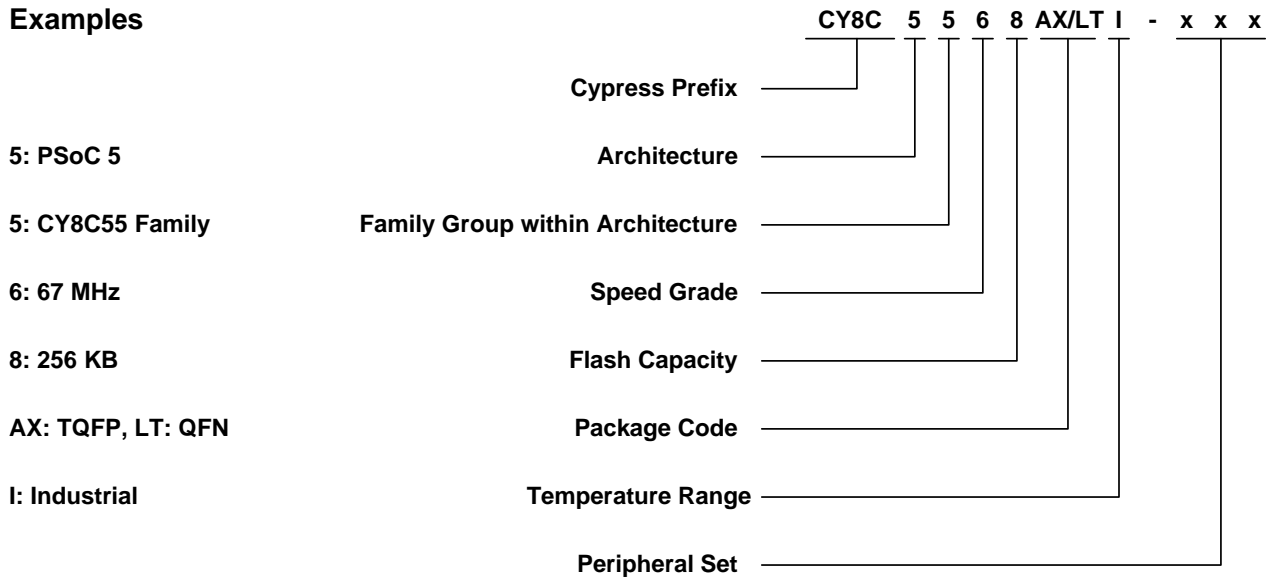 Examples CY8C 5 5 6 8 AX/LT I - x x x
Cypress Prefix
5: PSoC 5 Architecture
5: CY8C55 Family Family Group within Architecture
6: 67 MHz Speed Grade
8: 256 KB Flash Capacity
AX: TQFP, LT: QFN Package Code
I: Industrial Temperature Range
Peripheral Set